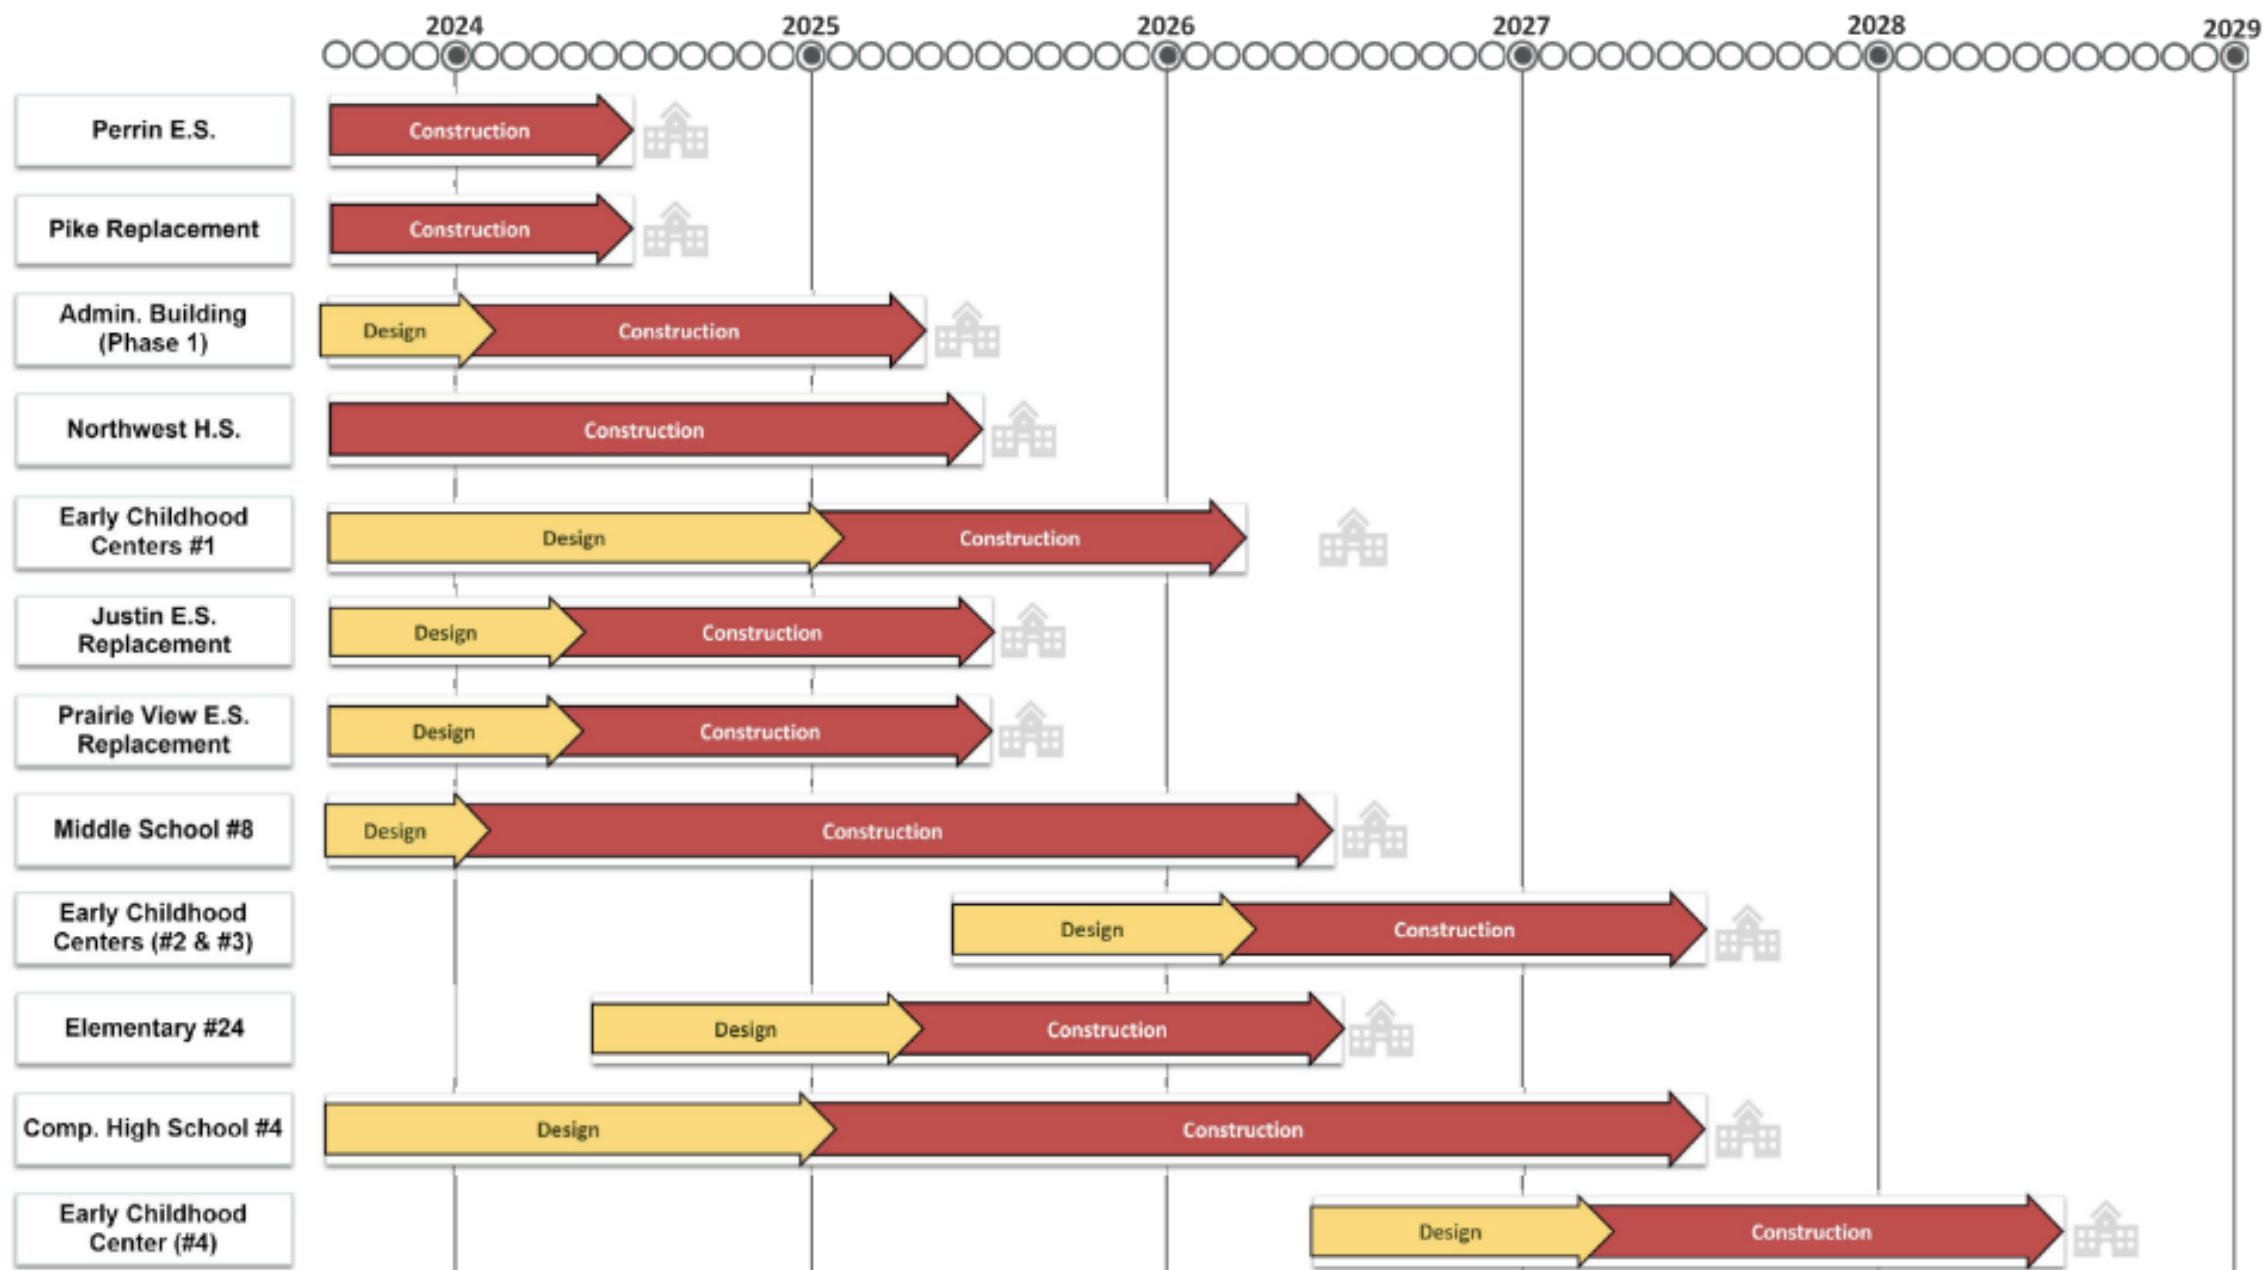 2024 2025 2026 2027 2028 2029
Perrin E.S.
Construction
Pike Replacement
Construction
Admin. Building
(Phase 1)
Design Construction
Northwest H.S.
Construction
Early Childhood
Centers #1
Design Construction
Justin E.S.
Replacement
Design Construction
Prairie View E.S.
Replacement
Design Construction
Middle School #8
Design Construction
Early Childhood
Centers (#2 & #3)
Design Construction
Elementary #24
Design Construction
Comp. High School #4
Design Construction
Early Childhood
Center (#4)
Design Construction